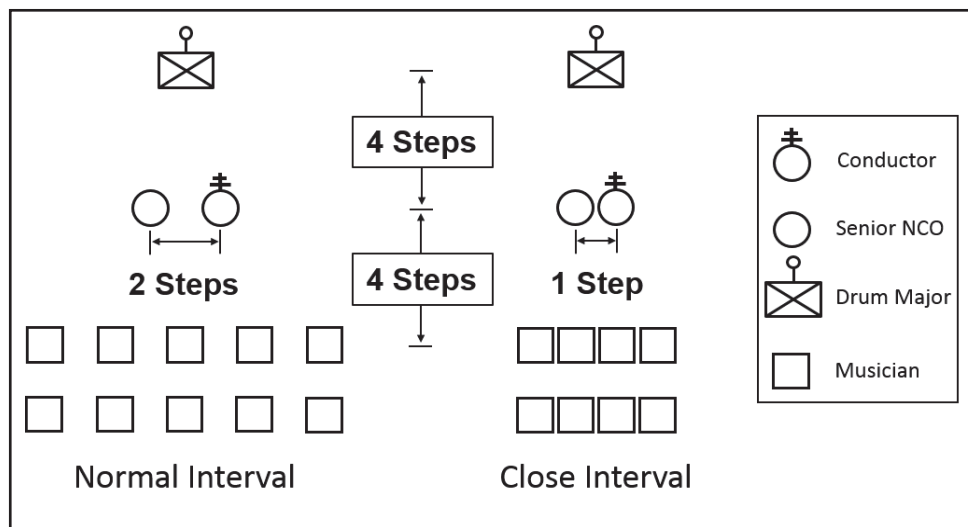 4 Steps
2 Steps
4 Steps
1 Step
Normal Interval
Close Interval
Conductor
Senior NCO
Drum Major
Musician